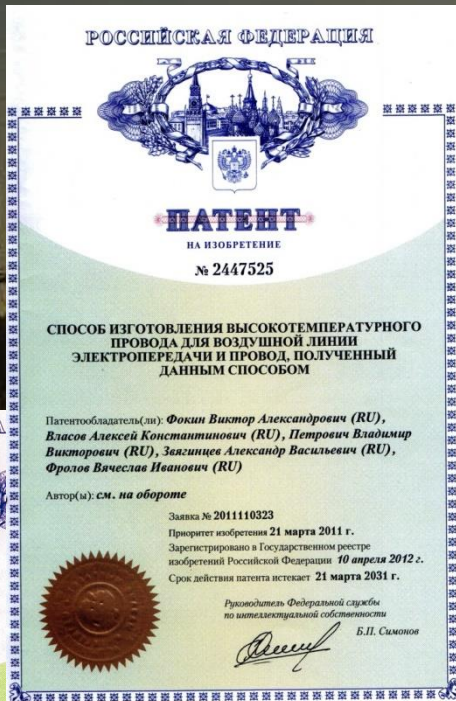 РОССИЙСКАЯ ФЕДЕРАЦИЯ
ПАТЕНТ
НА ИЗОБРЕТЕНИЕ
№ 2447525
СПОСОБ ИЗГОТОВЛЕНИЯ ВЫСОКОТЕМПЕРАТУРНОГО
ПРОВОДА ДЛЯ ВОЗДУШНОЙ ЛИНИИ
ЭЛЕКТРОПЕРЕДАЧИ И ПРОВОД, ПОЛУЧЕННЫЙ
ДАННЫМ СПОСОБОМ
Патентообладатель(ли): Фокин Виктор Александрович (RU),
Власов Алексей Константинович (RU), Петрович Владимир
Викторович (RU), Звягинцев Александр Васильевич (RU),
Фролов Вячеслав Иванович (RU)
Автор(ы): см. на обороте
Заявка № 2011110323
Приоритет изобретения 21 марта 2011 г.
Зарегистрировано в Государственном реестре
изобретений Российской Федерации 10 апреля 2012 г.
Срок действия патента истекает 21 марта 2031 г.
Руководитель Федеральной службы
по интеллектуальной собственности
Б.П. Симонов